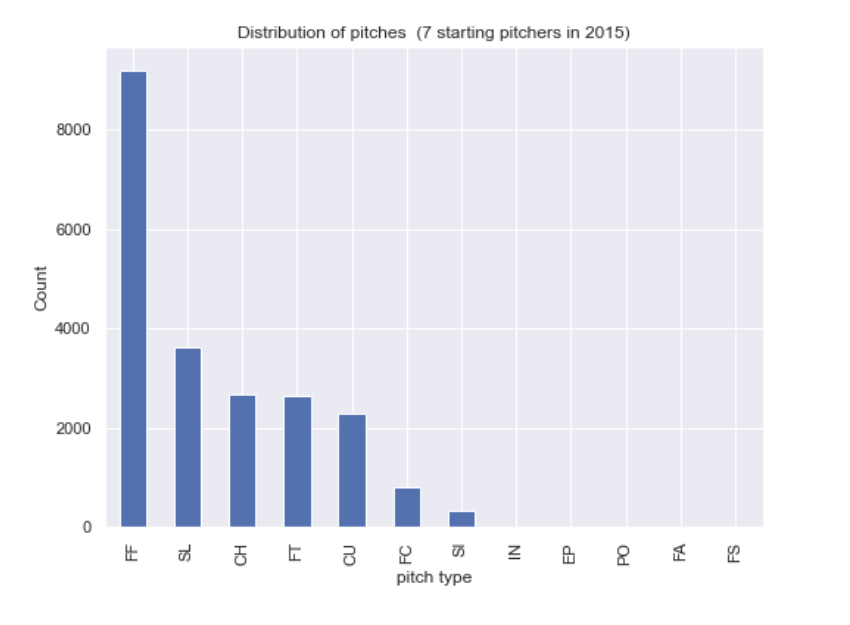 Distribution of pitches  (7 starting pitchers in 2015)
8000
6000
4000
2000
0
Count
FF SL CH FT CU FC SI IN EP PO FA FS
pitch type